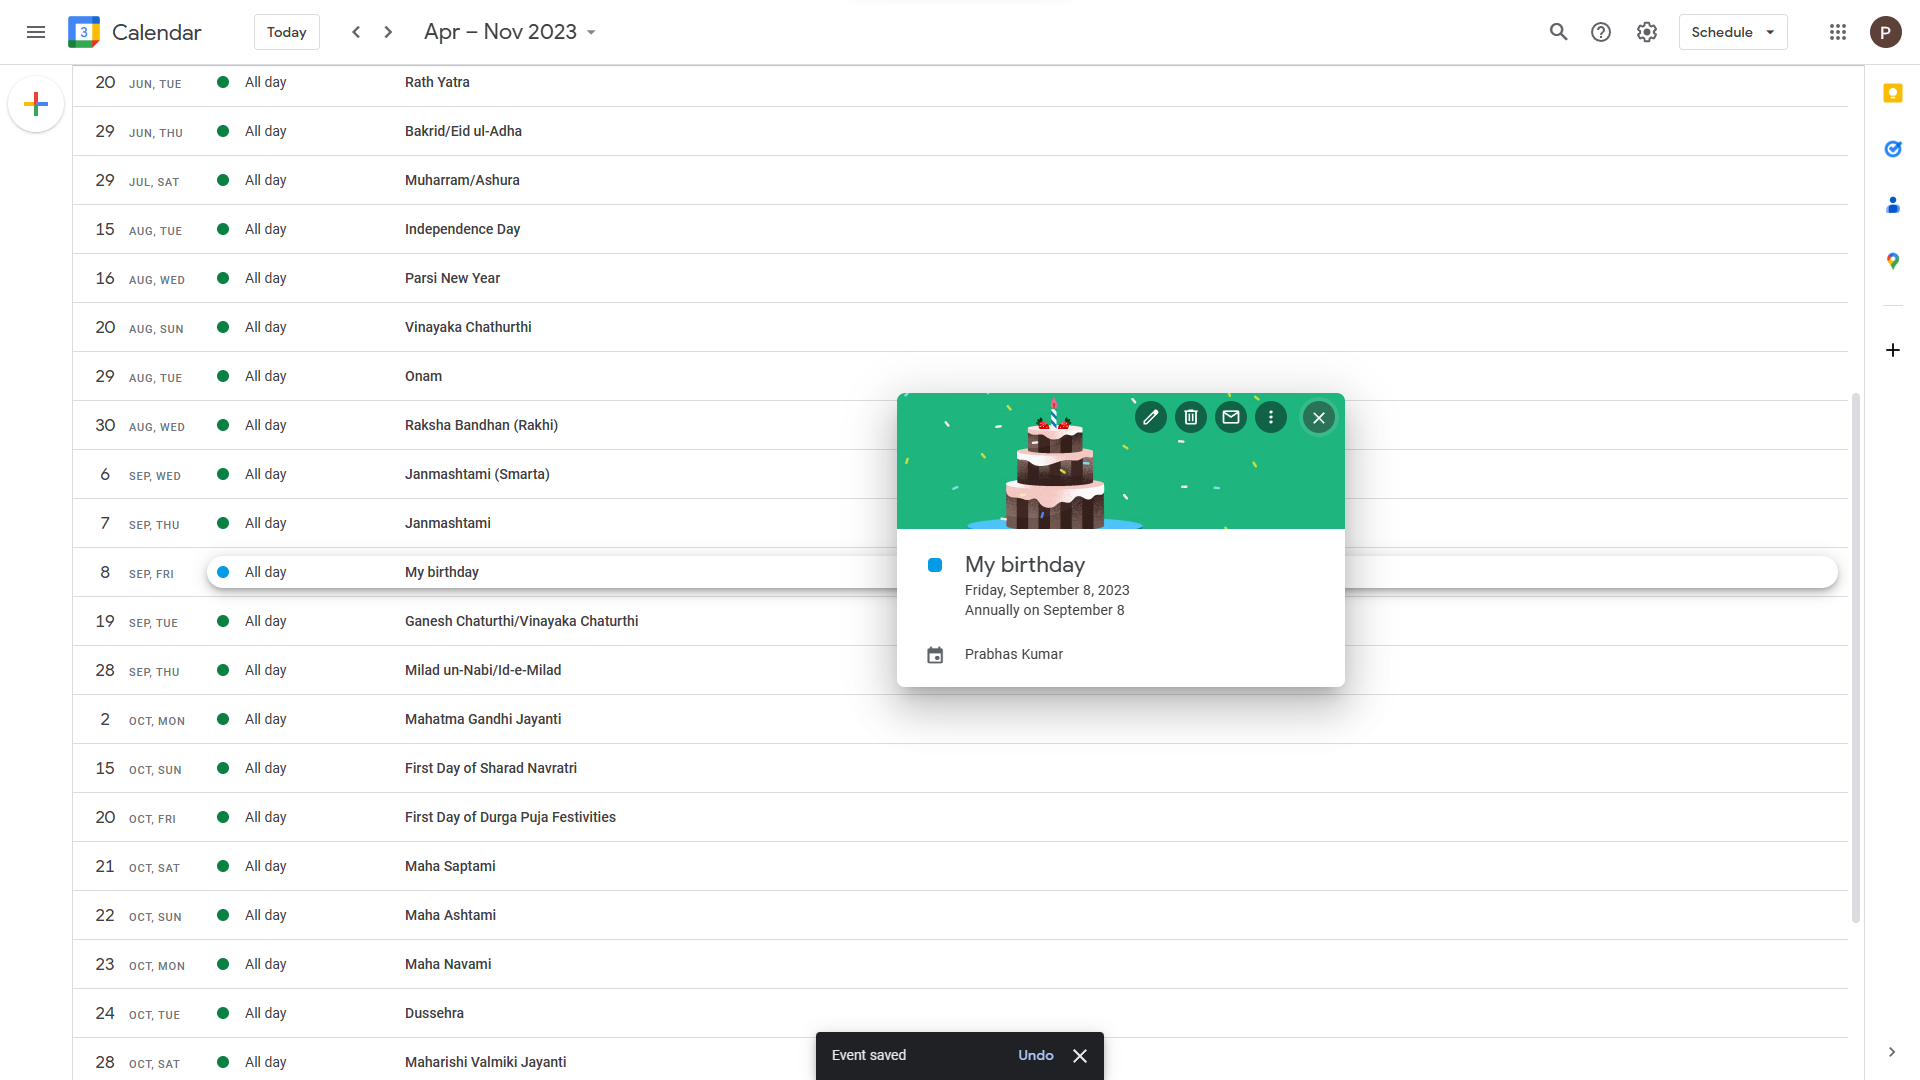 3 Calendar Today Apr – Nov 2023 Schedule P
20 JUN, TUE All day Rath Yatra
29 JUN, THU All day Bakrid/Eid ul-Adha
29 JUL, SAT All day Muharram/Ashura
15 AUG, TUE All day Independence Day
16 AUG, WED All day Parsi New Year
20 AUG, SUN All day Vinayaka Chathurthi
29 AUG, TUE All day Onam
30 AUG, WED All day Raksha Bandhan (Rakhi)
6 SEP, WED All day Janmashtami (Smarta)
7 SEP, THU All day Janmashtami
8 SEP, FRI All day My birthday
19 SEP, TUE All day Ganesh Chaturthi/Vinayaka Chaturthi
28 SEP, THU All day Milad un-Nabi/Id-e-Milad
2 OCT, MON All day Mahatma Gandhi Jayanti
15 OCT, SUN All day First Day of Sharad Navratri
20 OCT, FRI All day First Day of Durga Puja Festivities
21 OCT, SAT All day Maha Saptami
22 OCT, SUN All day Maha Ashtami
23 OCT, MON All day Maha Navami
24 OCT, TUE All day Dussehra
28 OCT, SAT All day Maharishi Valmiki Jayanti
My birthday
Friday, September 8, 2023
Annually on September 8
Prabhas Kumar
Event saved Undo